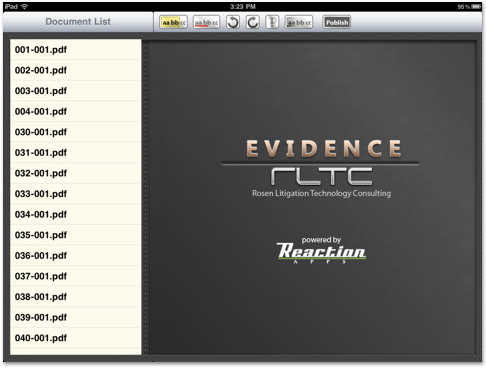 iPad
3:23 PM
98%
Document List
aabbcc
aabbcc
aabbcc
Publish
001-001.pdf
002-001.pdf
003-001.pdf
004-001.pdf
030-001.pdf
031-001.pdf
032-001.pdf
033-001.pdf
034-001.pdf
035-001.pdf
036-001.pdf
037-001.pdf
038-001.pdf
039-001.pdf
040-001.pdf
EVIDENCE
RLTC
Rosen Litigation Technology Consulting
powered by
Reaction
APPS